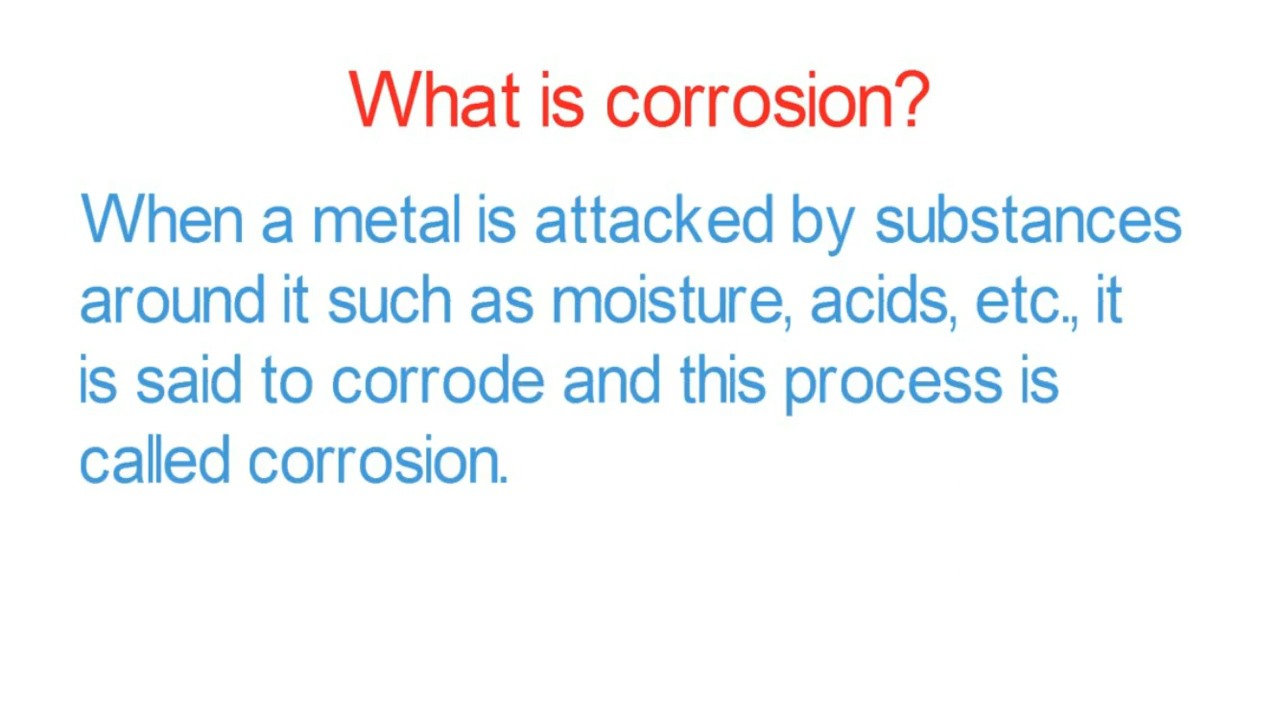 What is corrosion?
When a metal is attacked by substances
around it such as moisture, acids, etc., it
is said to corrode and this process is
called corrosion.